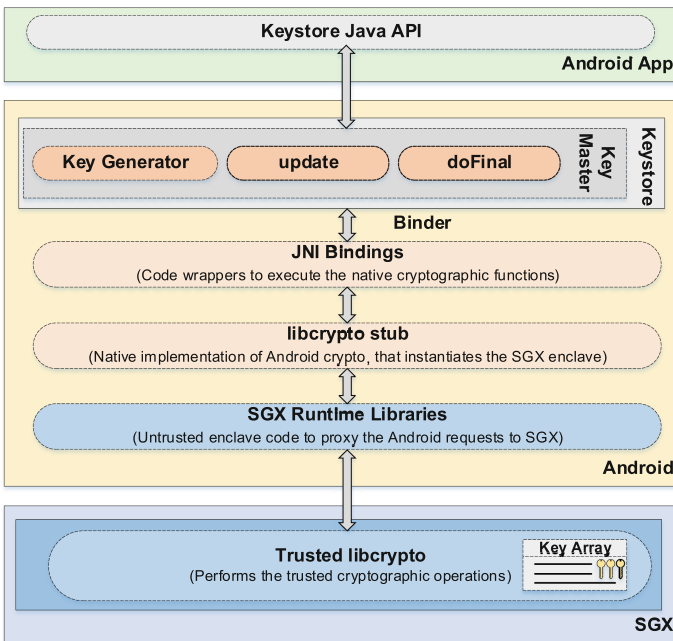 Keystore Java API
Android App
Key Generator
update
doFinal
Key
Master
Keystore
Binder
JNI Bindings
(Code wrappers to execute the native cryptographic functions)
libcrypto stub
(Native implementation of Android crypto, that instantiates the SGX enclave)
SGX Runtime Libraries
(Untrusted enclave code to proxy the Android requests to SGX)
Android
Trusted libcrypto
(Performs the trusted cryptographic operations)
Key Array
SGX